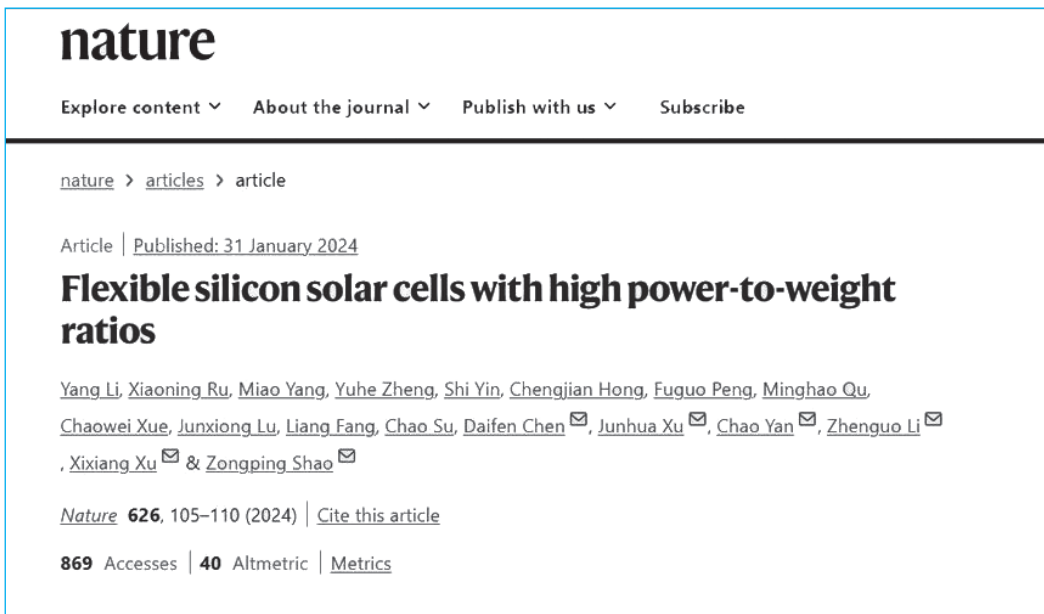 nature
Explore content About the journal Publish with us Subscribe
nature > articles > article
Article | Published: 31 January 2024
Flexible silicon solar cells with high power-to-weight
ratios
Yang Li, Xiaoning Ru, Miao Yang, Yuhe Zheng, Shi Yin, Chengjian Hong, Fuguo Peng, Minghao Qu,
Chaowei Xue, Junxiong Lu, Liang Fang, Chao Su, Daifen Chen, Junhua Xu, Chao Yan, Zhenguo Li
, Xixiang Xu & Zongping Shao
Nature 626, 105–110 (2024) | Cite this article
869 Accesses | 40 Altmetric | Metrics